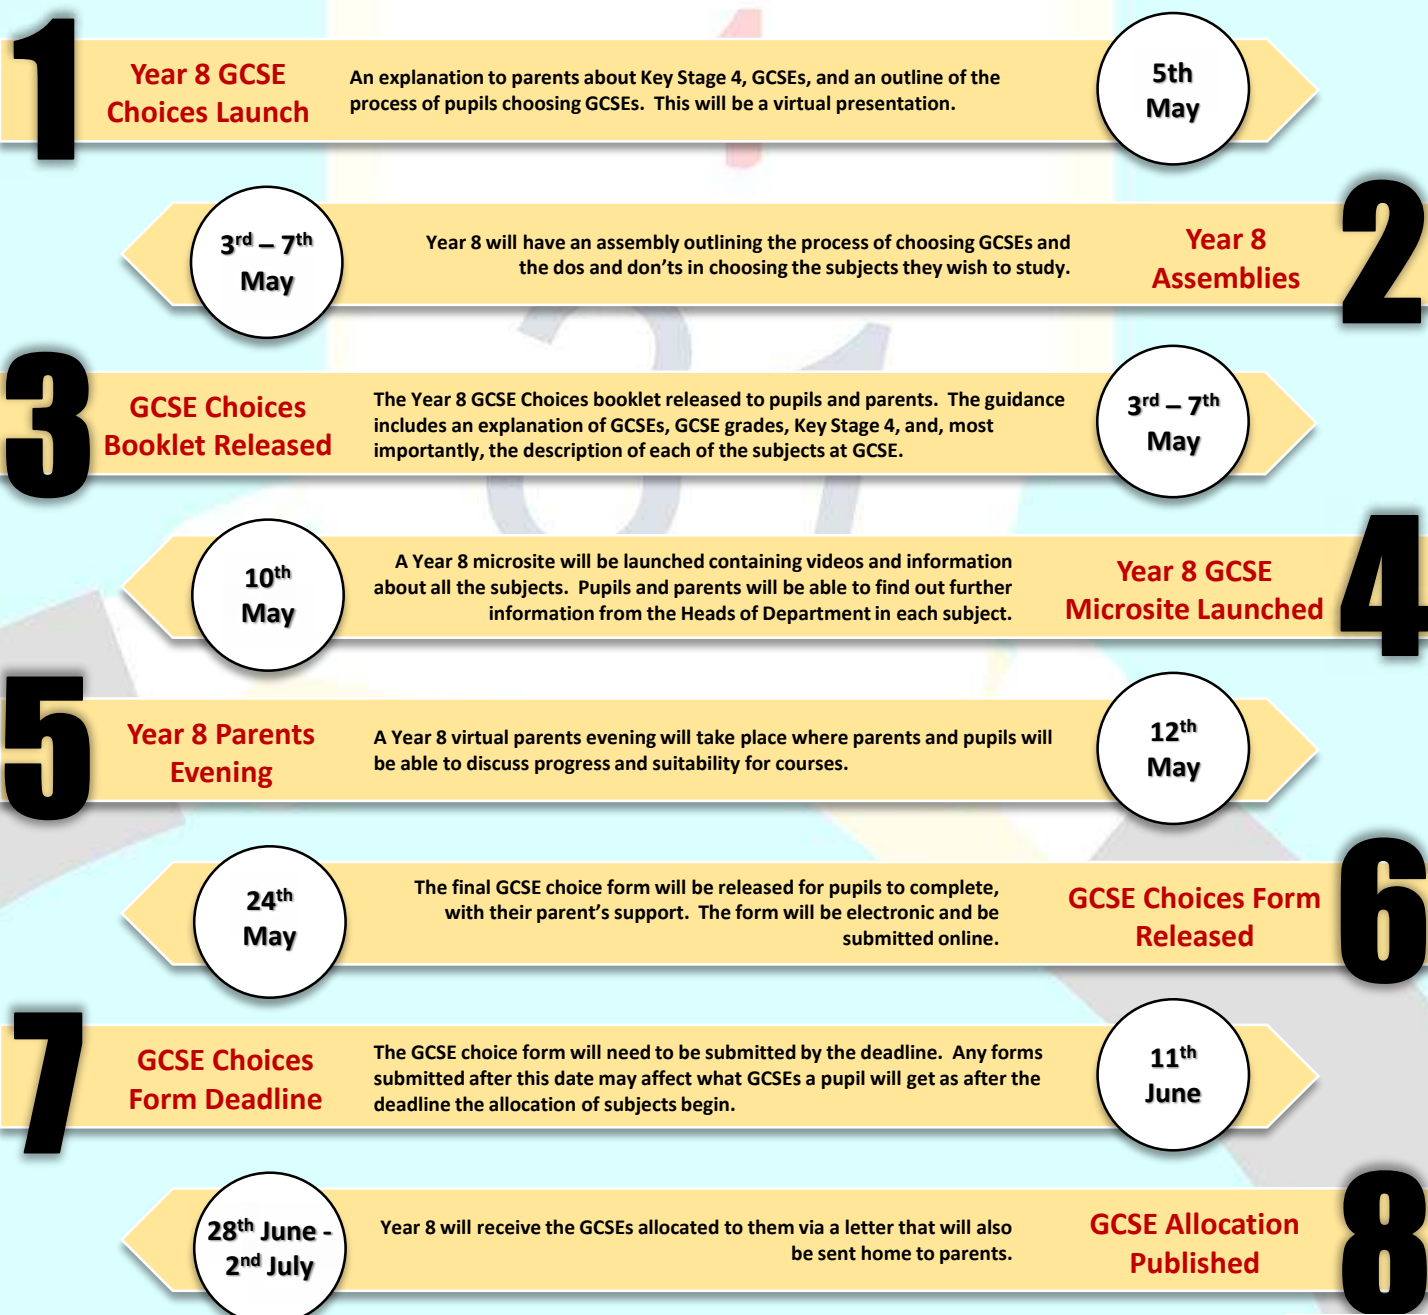 1
Year 8 GCSE
Choices Launch
An explanation to parents about Key Stage 4, GCSEs, and an outline of the
process of pupils choosing GCSEs. This will be a virtual presentation.
5th
May
3rd – 7th
May
Year 8 will have an assembly outlining the process of choosing GCSEs and
the dos and don’ts in choosing the subjects they wish to study.
Year 8
Assemblies
2
3
GCSE Choices
Booklet Released
The Year 8 GCSE Choices booklet released to pupils and parents. The guidance
includes an explanation of GCSEs, GCSE grades, Key Stage 4, and, most
importantly, the description of each of the subjects at GCSE.
3rd – 7th
May
10th
May
A Year 8 microsite will be launched containing videos and information
about all the subjects. Pupils and parents will be able to find out further
information from the Heads of Department in each subject.
Year 8 GCSE
Microsite Launched
4
5
Year 8 Parents
Evening
A Year 8 virtual parents evening will take place where parents and pupils will
be able to discuss progress and suitability for courses.
12th
May
24th
May
The final GCSE choice form will be released for pupils to complete,
with their parent’s support. The form will be electronic and be
submitted online.
GCSE Choices Form
Released
6
7
GCSE Choices
Form Deadline
The GCSE choice form will need to be submitted by the deadline. Any forms
submitted after this date may affect what GCSEs a pupil will get as after the
deadline the allocation of subjects begin.
11th
June
28th June -
2nd July
Year 8 will receive the GCSEs allocated to them via a letter that will also
be sent home to parents.
GCSE Allocation
Published
8
1
31